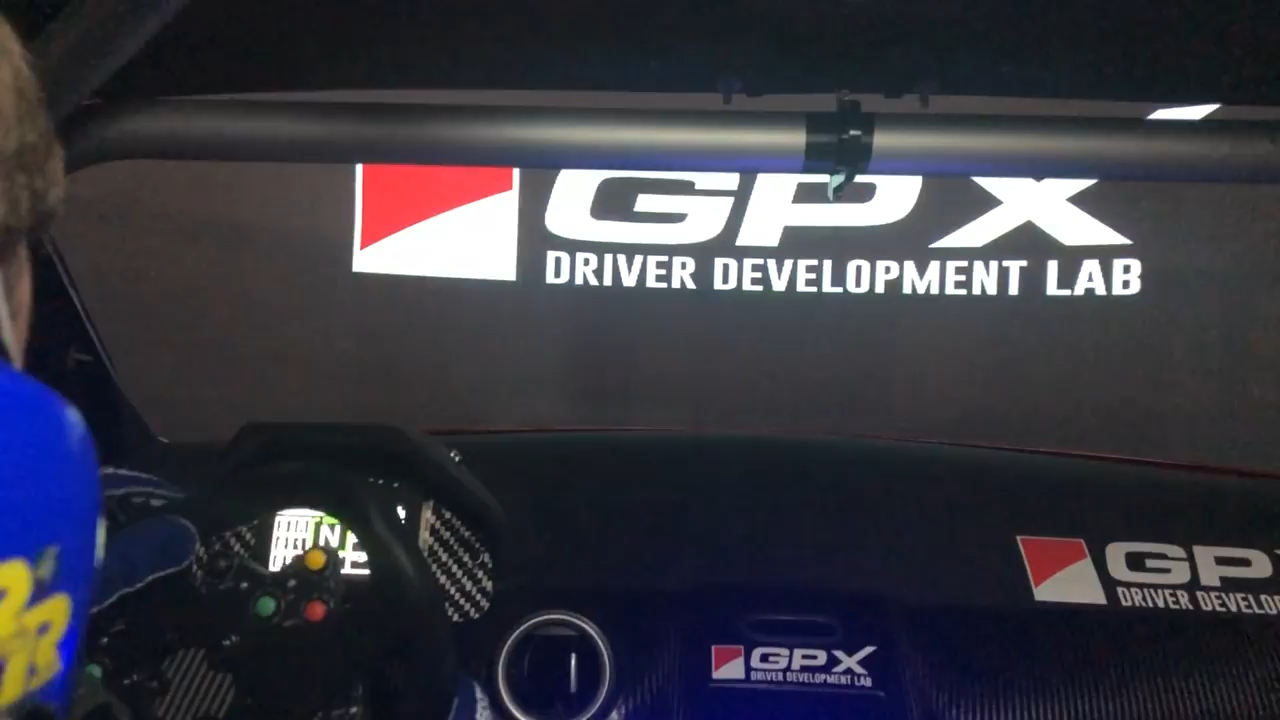 GPX
DRIVER DEVELOPMENT LAB
N
GP
DRIVER DEVELO
GPX
DRIVER DEVELOPMENT LAB